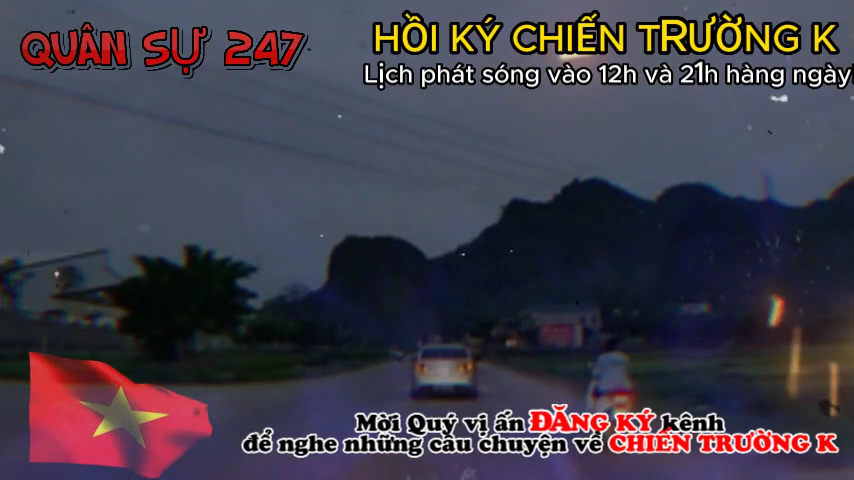 QUÂN SỰ 247
HỒI KÝ CHIẾN TRƯỜNG K
Lịch phát sóng vào 12h và 21h hàng ngày!
Mời Quý vị ấn ĐĂNG KÝ kênh
để nghe những câu chuyện về CHIẾN TRƯỜNG K